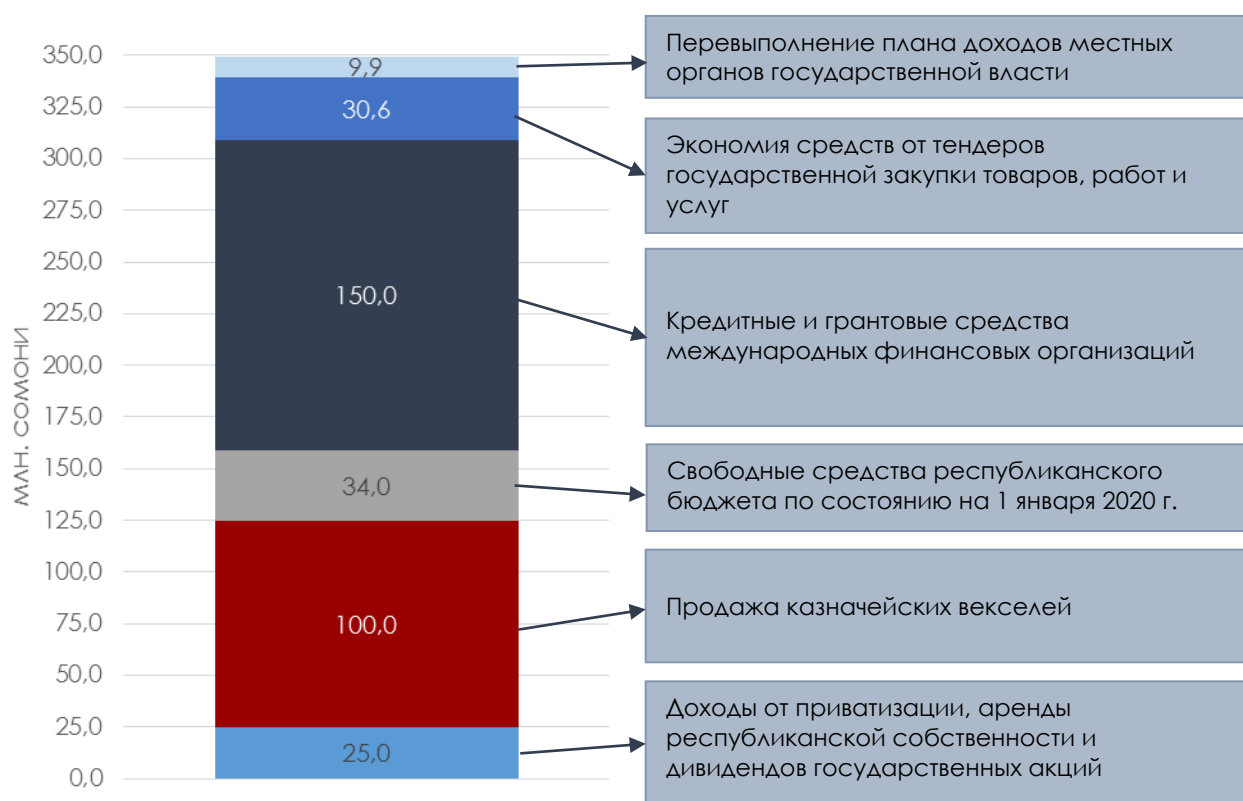 350,0
325,0
300,0
275,0
250,0
225,0
200,0
175,0
150,0
125,0
100,0
75,0
50,0
25,0
0,0
МЛН. СОМОНИ
9,9
30,6
150,0
34,0
100,0
25,0
Перевыполнение плана доходов местных
органов государственной власти
Экономия средств от тендеров
государственной закупки товаров, работ и
услуг
Кредитные и грантовые средства
международных финансовых организаций
Свободные средства республиканского
бюджета по состоянию на 1 января 2020 г.
Продажа казначейских векселей
Доходы от приватизации, аренды
республиканской собственности и
дивидендов государственных акций